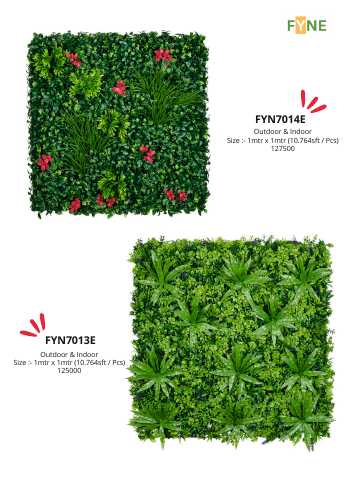 FYNE
FYN7014E
Outdoor & Indoor
Size :- 1mtr x 1mtr (10.764sft / Pcs)
127500
FYN7013E
Outdoor & Indoor
Size :- 1mtr x 1mtr (10.764sft / Pcs)
125000